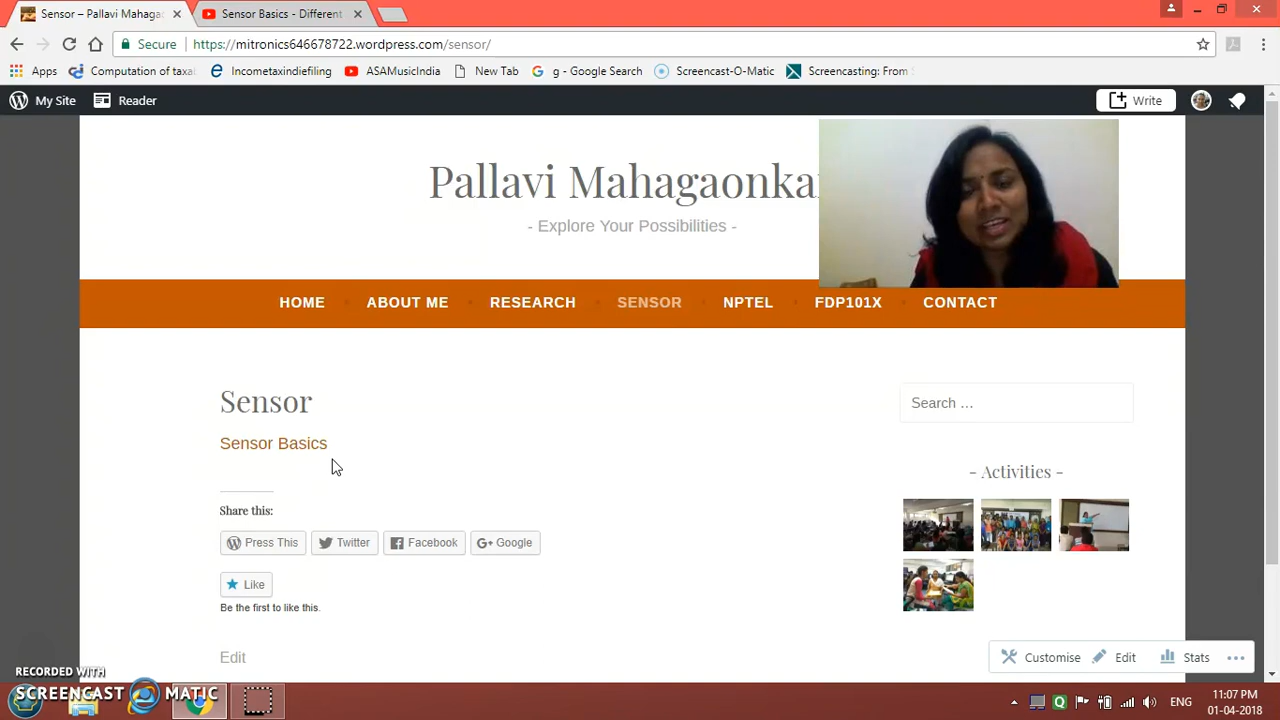 Sensor – Pallavi Mahagao
Sensor Basics - Different
Secure
https://mitronics646678722.wordpress.com/sensor/
Apps
Computation of taxa
Incometaxindiefiling
ASAMusicIndia
New Tab
g - Google Search
Screencast-O-Matic
Screencasting: From
My Site
Reader
Write
Pallavi Mahagaonka
- Explore Your Possibilities -
HOME
ABOUT ME
RESEARCH
SENSOR
NPTEL
FDP101X
CONTACT
Sensor
Sensor Basics
Search …
- Activities -
Share this:
Press This
Twitter
Facebook
Google
Like
Be the first to like this.
Edit
Customise
Edit
Stats
RECORDED WITH
SCREENCAST MATIC
ENG
11:07 PM
01-04-2018